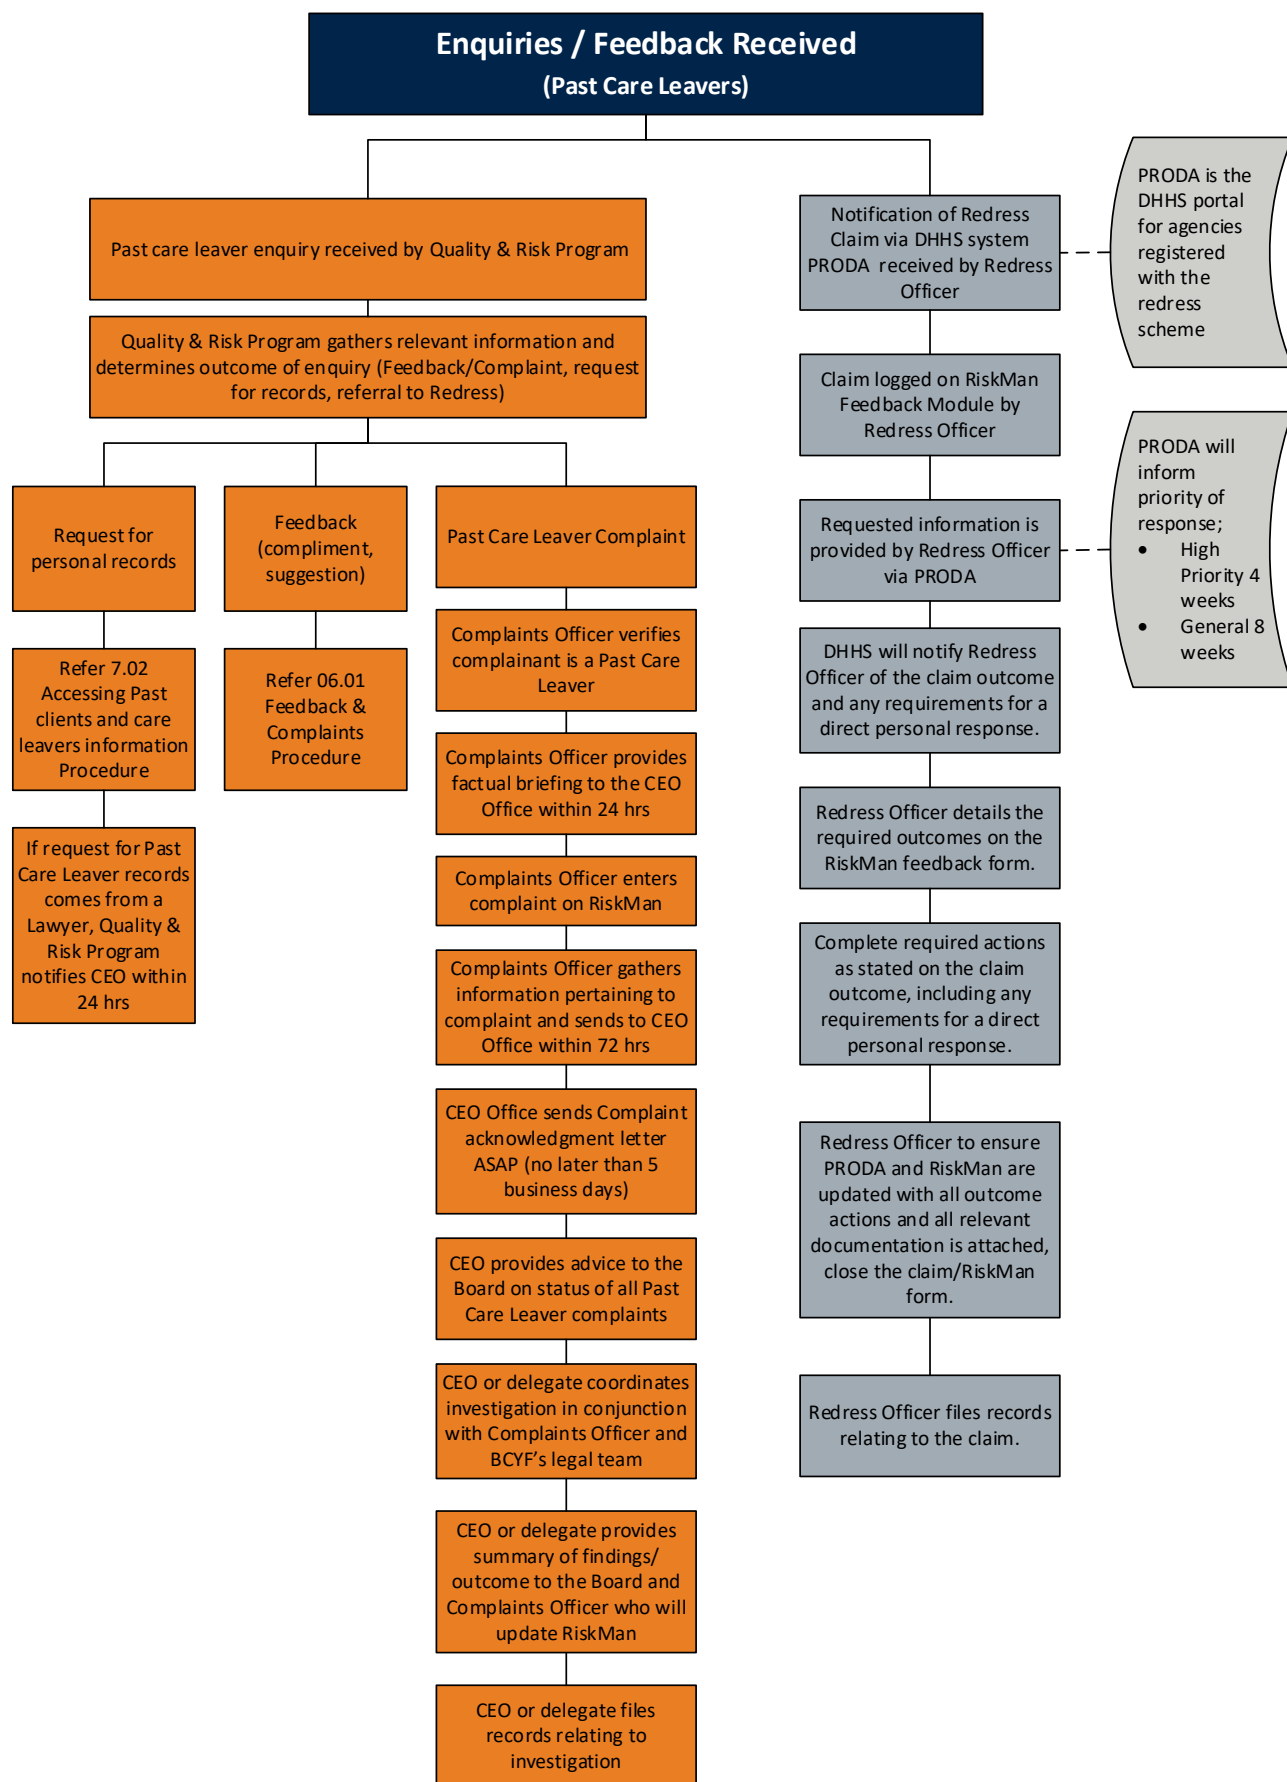 Enquiries / Feedback Received
(Past Care Leavers)
Past care leaver enquiry received by Quality & Risk Program
Quality & Risk Program gathers relevant information and
determines outcome of enquiry (Feedback/Complaint, request
for records, referral to Redress)
Request for
personal records
Refer 7.02
Accessing Past
clients and care
leavers information
Procedure
If request for Past
Care Leaver records
comes from a
Lawyer, Quality &
Risk Program
notifies CEO within
24 hrs
Feedback
(compliment,
suggestion)
Refer 06.01
Feedback &
Complaints
Procedure
Past Care Leaver Complaint
Complaints Officer verifies
complainant is a Past Care
Leaver
Complaints Officer provides
factual briefing to the CEO
Office within 24 hrs
Complaints Officer enters
complaint on RiskMan
Complaints Officer gathers
information pertaining to
complaint and sends to CEO
Office within 72 hrs
CEO Office sends Complaint
acknowledgment letter
ASAP (no later than 5
business days)
CEO provides advice to the
Board on status of all Past
Care Leaver complaints
CEO or delegate coordinates
investigation in conjunction
with Complaints Officer and
BCYF’s legal team
CEO or delegate provides
summary of findings/
outcome to the Board and
Complaints Officer who will
update RiskMan
CEO or delegate files
records relating to
investigation
Notification of Redress
Claim via DHHS system
PRODA received by Redress
Officer
Claim logged on RiskMan
Feedback Module by
Redress Officer
Requested information is
provided by Redress Officer
via PRODA
DHHS will notify Redress
Officer of the claim outcome
and any requirements for a
direct personal response.
Redress Officer details the
required outcomes on the
RiskMan feedback form.
Complete required actions
as stated on the claim
outcome, including any
requirements for a direct
personal response.
Redress Officer to ensure
PRODA and RiskMan are
updated with all outcome
actions and all relevant
documentation is attached,
close the claim/RiskMan
form.
Redress Officer files records
relating to the claim.
PRODA is the
DHHS portal
for agencies
registered
with the
redress
scheme
PRODA will
inform
priority of
response;
• High
Priority 4
weeks
• General 8
weeks